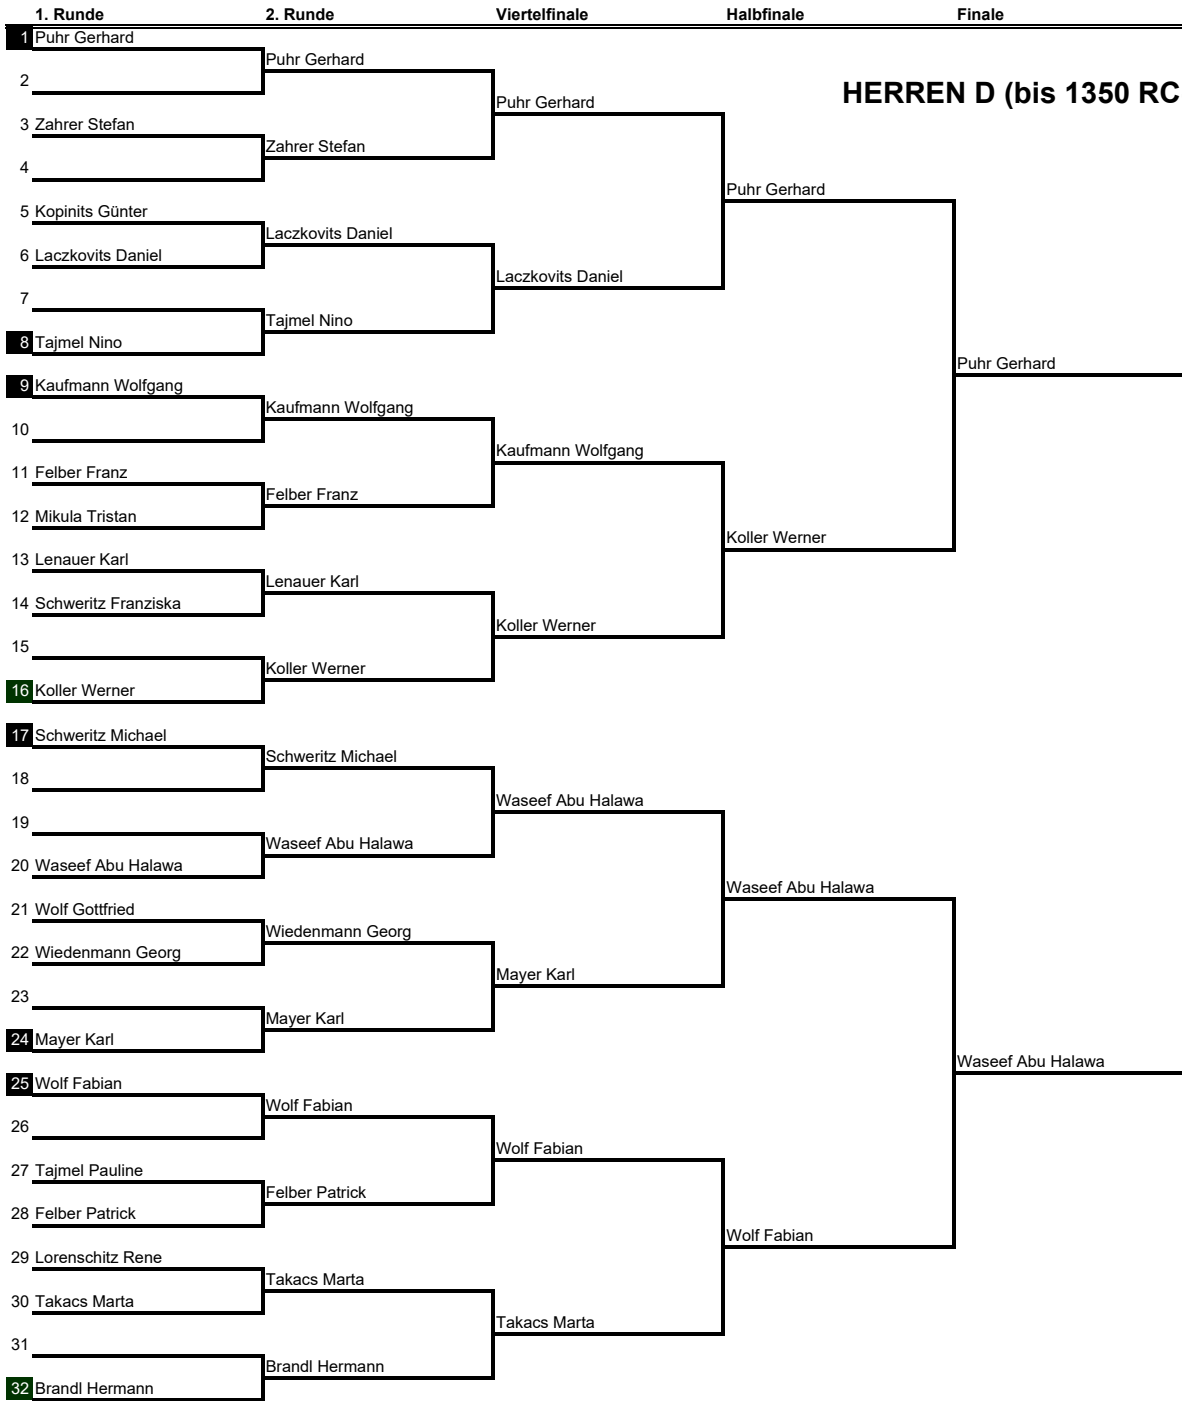 1. Runde 2. Runde Viertelfinale Halbfinale Finale
1 Puhr Gerhard
Puhr Gerhard
2
HERREN D (bis 1350 RC
Puhr Gerhard
3 Zahrer Stefan
Zahrer Stefan
4
Puhr Gerhard
5 Kopinits Günter
Laczkovits Daniel
6 Laczkovits Daniel
Laczkovits Daniel
7
Tajmel Nino
8 Tajmel Nino
Puhr Gerhard
9 Kaufmann Wolfgang
Kaufmann Wolfgang
10
Kaufmann Wolfgang
11 Felber Franz
Felber Franz
12 Mikula Tristan
Koller Werner
13 Lenauer Karl
Lenauer Karl
14 Schweritz Franziska
Koller Werner
15
Koller Werner
16 Koller Werner
17 Schweritz Michael
Schweritz Michael
18
Waseef Abu Halawa
19
Waseef Abu Halawa
20 Waseef Abu Halawa
Waseef Abu Halawa
21 Wolf Gottfried
Wiedenmann Georg
22 Wiedenmann Georg
Mayer Karl
23
Mayer Karl
24 Mayer Karl
Waseef Abu Halawa
25 Wolf Fabian
Wolf Fabian
26
Wolf Fabian
27 Tajmel Pauline
Felber Patrick
28 Felber Patrick
Wolf Fabian
29 Lorenschitz Rene
Takacs Marta
30 Takacs Marta
Takacs Marta
31
Brandl Hermann
32 Brandl Hermann